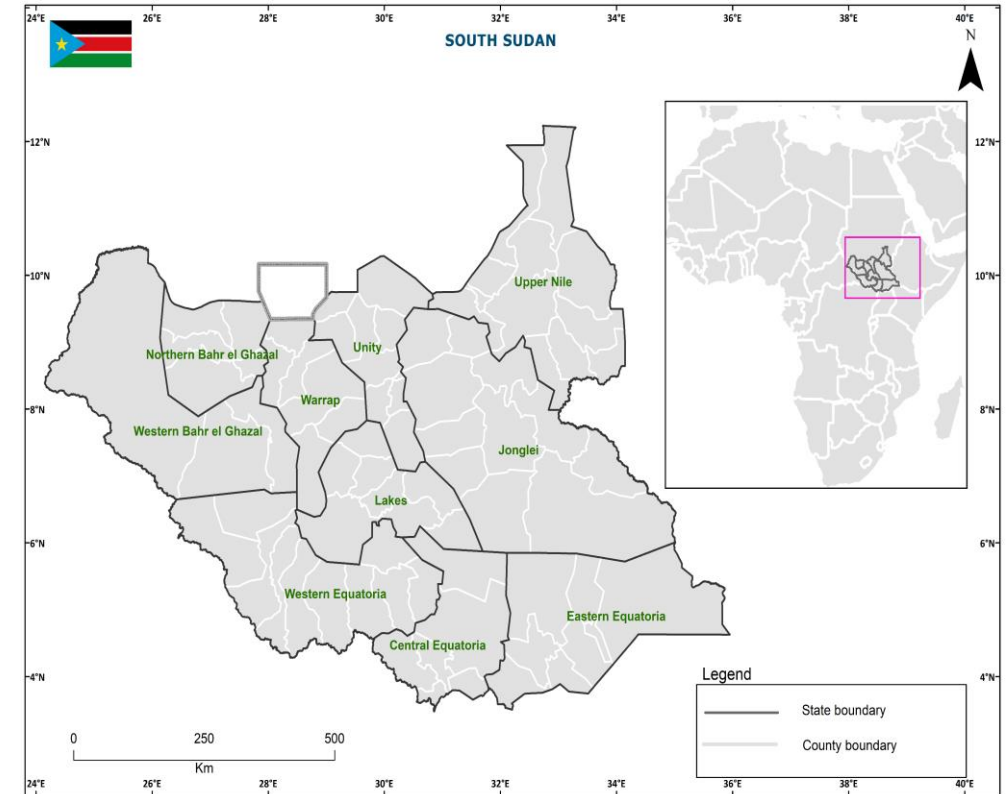 24°E 26°E 28°E 30°E 32°E 34°E 36°E 38°E 40°E
SOUTH SUDAN
N
12°N 12°N
10°N 10°N
Upper Nile
Unity
Northern Bahr el Ghazal
Warrap
8°N 8°N
Western Bahr el Ghazal
Jonglei
Lakes
6°N 6°N
Western Equatoria
Eastern Equatoria
Central Equatoria
4°N 4°N
Legend
State boundary
County boundary
0 250 500
Km
24°E 26°E 28°E 30°E 32°E 34°E 36°E 38°E 40°E